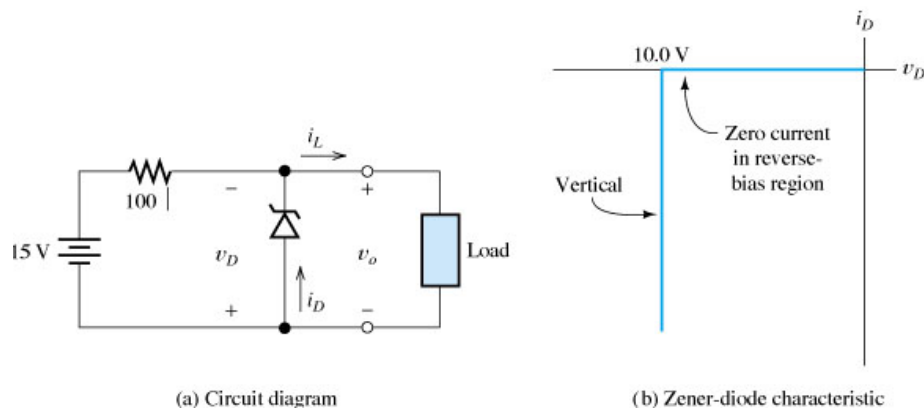 i_D
10.0 V
v_D
Zero current
in reverse-
bias region
Vertical
i_L
100
−
+
15 V
v_D
v_o
Load
i_D
+
−
(a) Circuit diagram
(b) Zener-diode characteristic